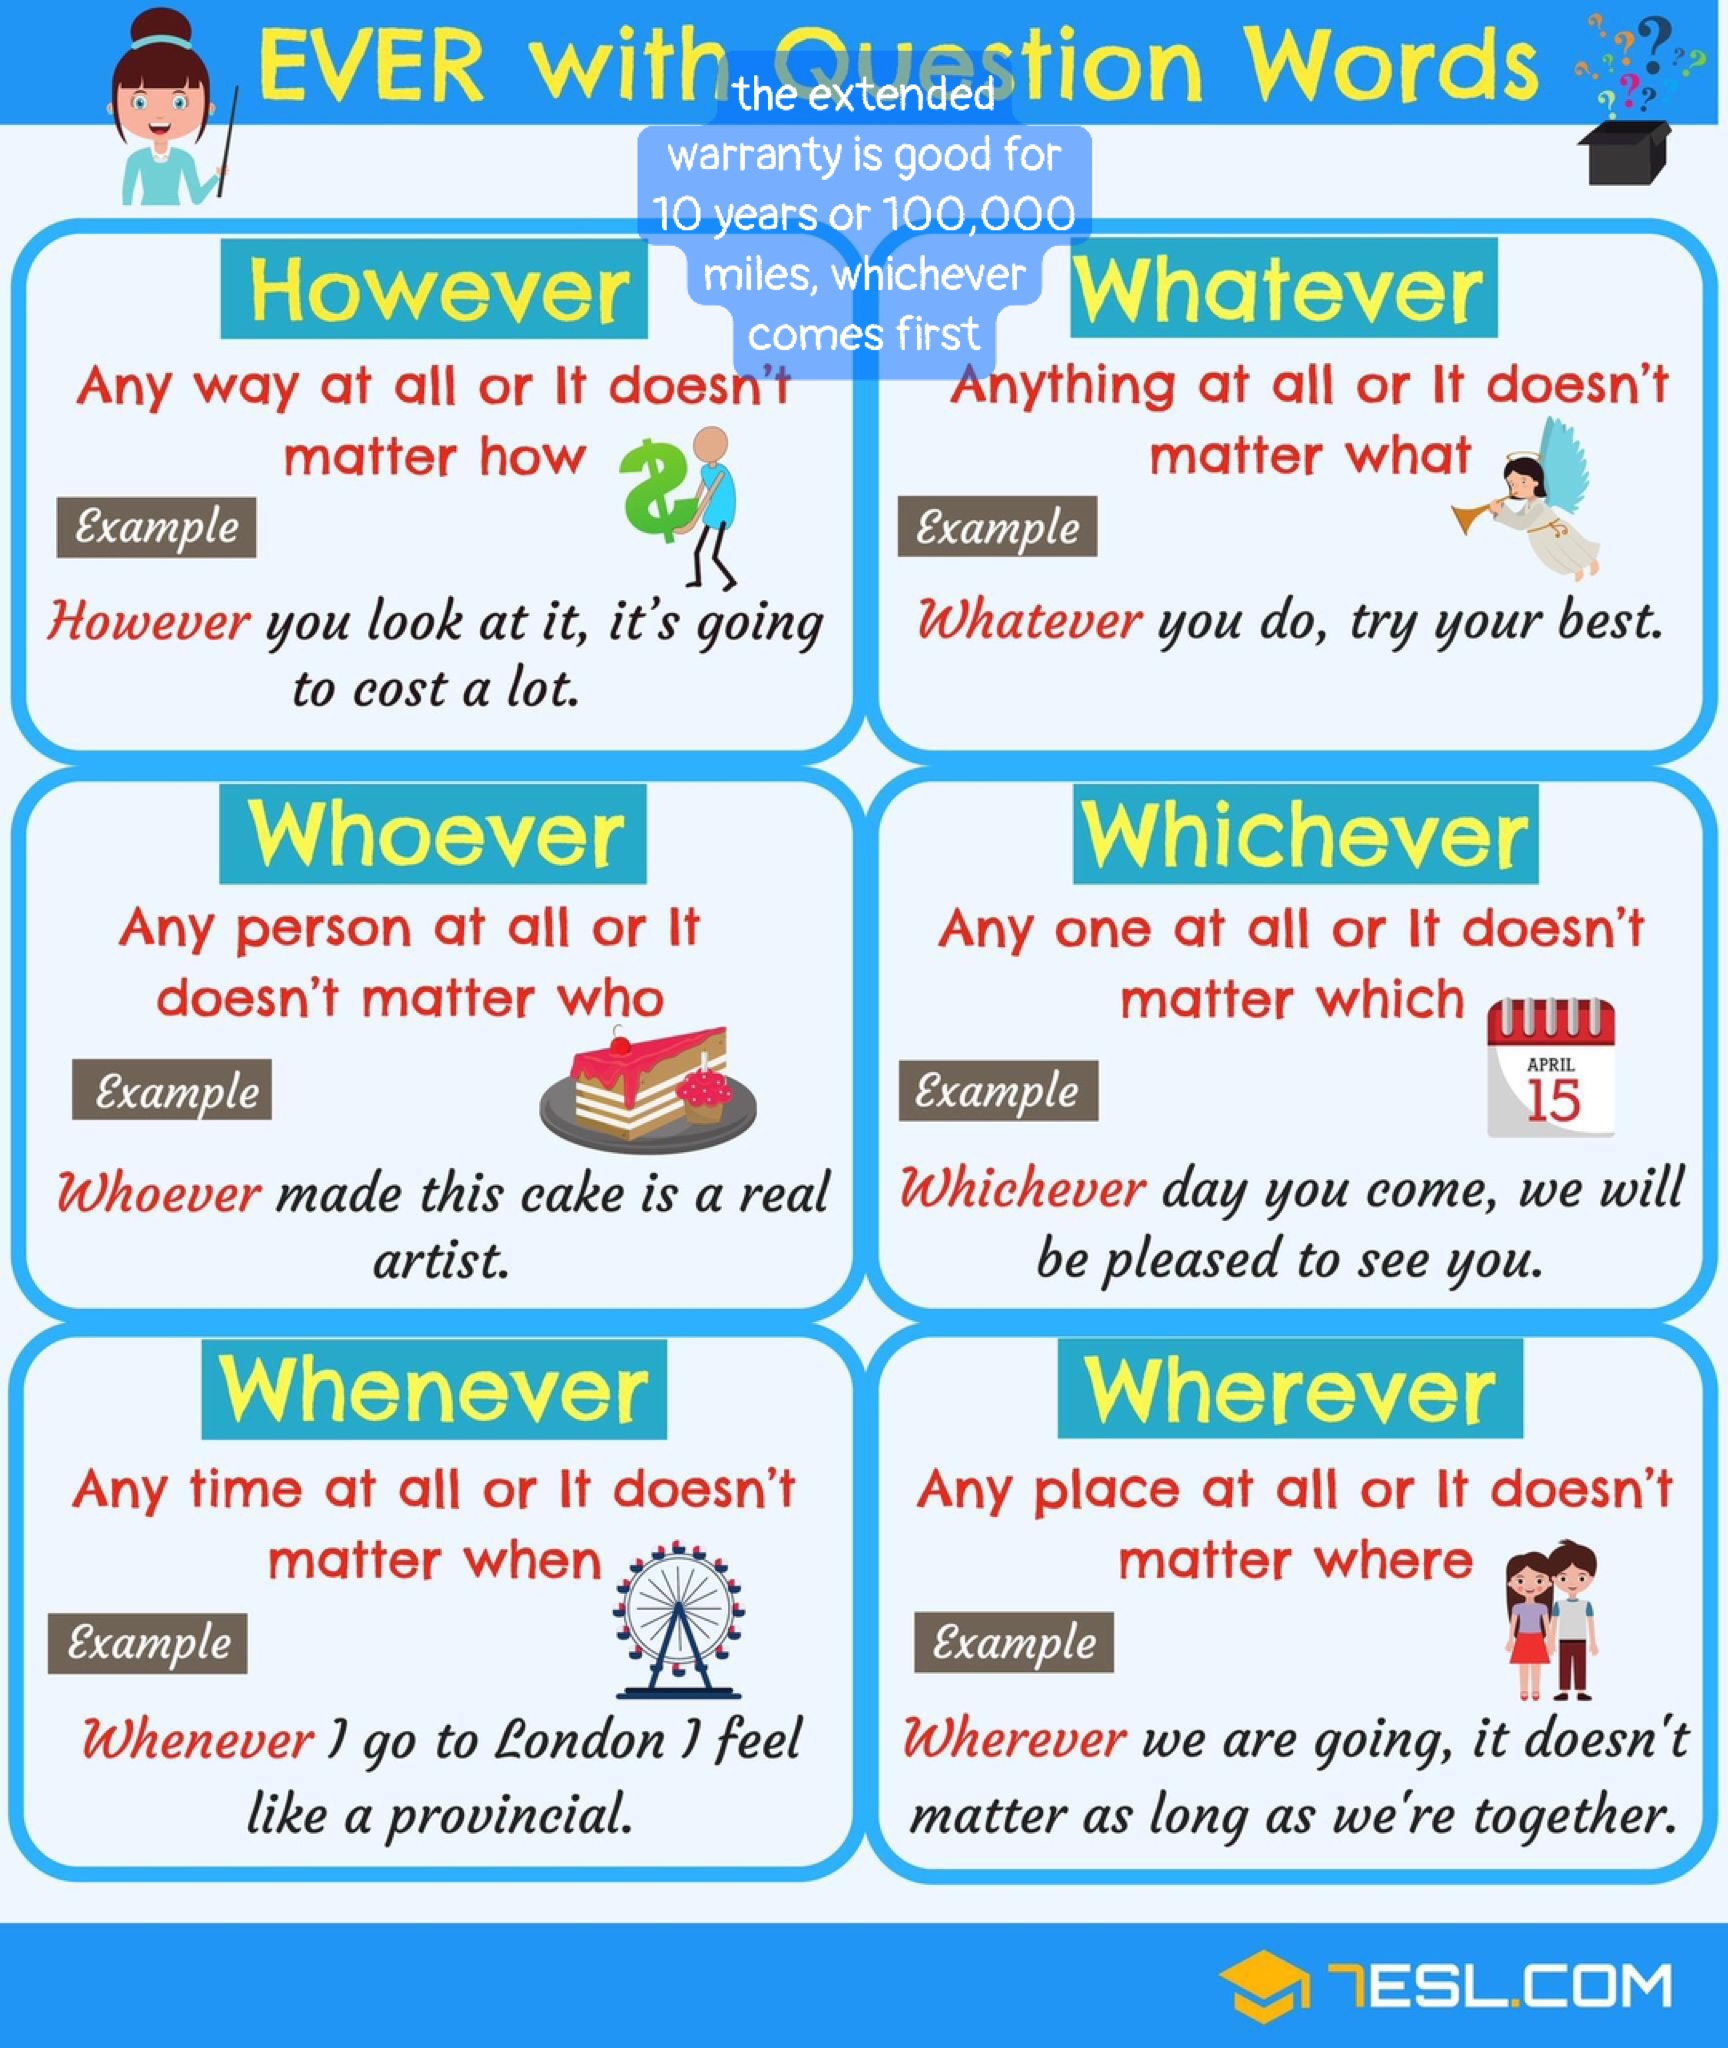 EVER with Question Words
the extended
warranty is good for
10 years or 100,000
miles, whichever
comes first
However
Any way at all or It doesn't
matter how
Example
However you look at it, it's going
to cost a lot.
Whatever
Anything at all or It doesn't
matter what
Example
Whatever you do, try your best.
Whoever
Any person at all or It
doesn't matter who
Example
Whoever made this cake is a real
artist.
Whichever
Any one at all or It doesn't
matter which
APRIL
15
Example
Whichever day you come, we will
be pleased to see you.
Whenever
Any time at all or It doesn't
matter when
Example
Whenever I go to London I feel
like a provincial.
Wherever
Any place at all or It doesn't
matter where
Example
Wherever we are going, it doesn't
matter as long as we're together.
7ESL.COM